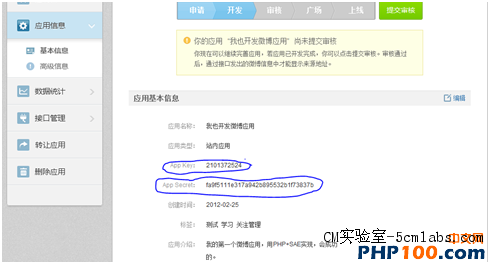 申请 开发 审核 广场 上线 提交审核
应用信息
基本信息
高级信息
数据统计
接口管理
转让应用
删除应用
你的应用“我也开发微博应用”尚未提交审核
你现在可以继续完善应用，若应用已开发完成，你可以点击提交审核。审核通过
后，通过接口发出的微博信息中才能显示来源地址。
应用基本信息 编辑
应用名称： 我也开发微博应用
应用类型： 站内应用
App Key： 2101372524
App Secret： fa9f5111e317a942b895532b1f73837b
创建时间： 2012-02-25
标签： 测试 学习 关注管理
应用介绍： 我的第一个微博应用，用PHP+SAE实现，会成功
的。
CM实验室-5cmlabs.com
PHP100.com